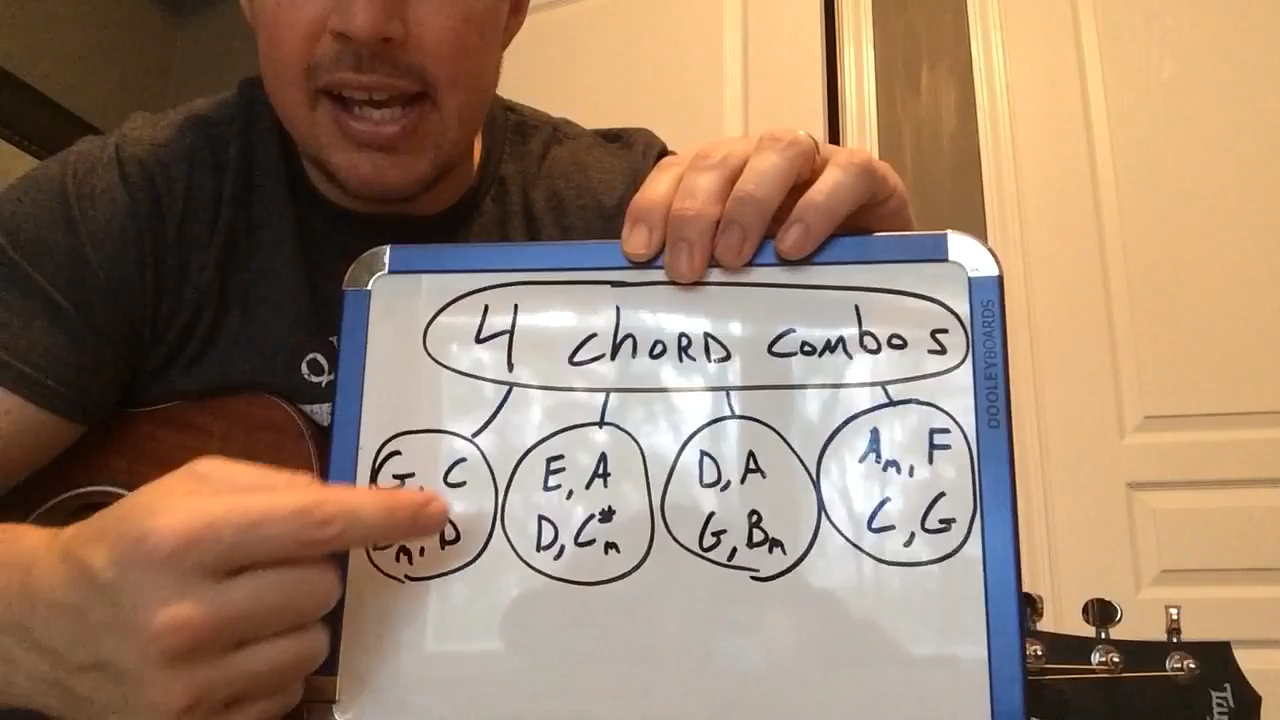 4 CHORD COMBOS
G, C
E, A
D, C#m
D, A
G, Bm
Am, F
C, G
DOOLEYBOARDS